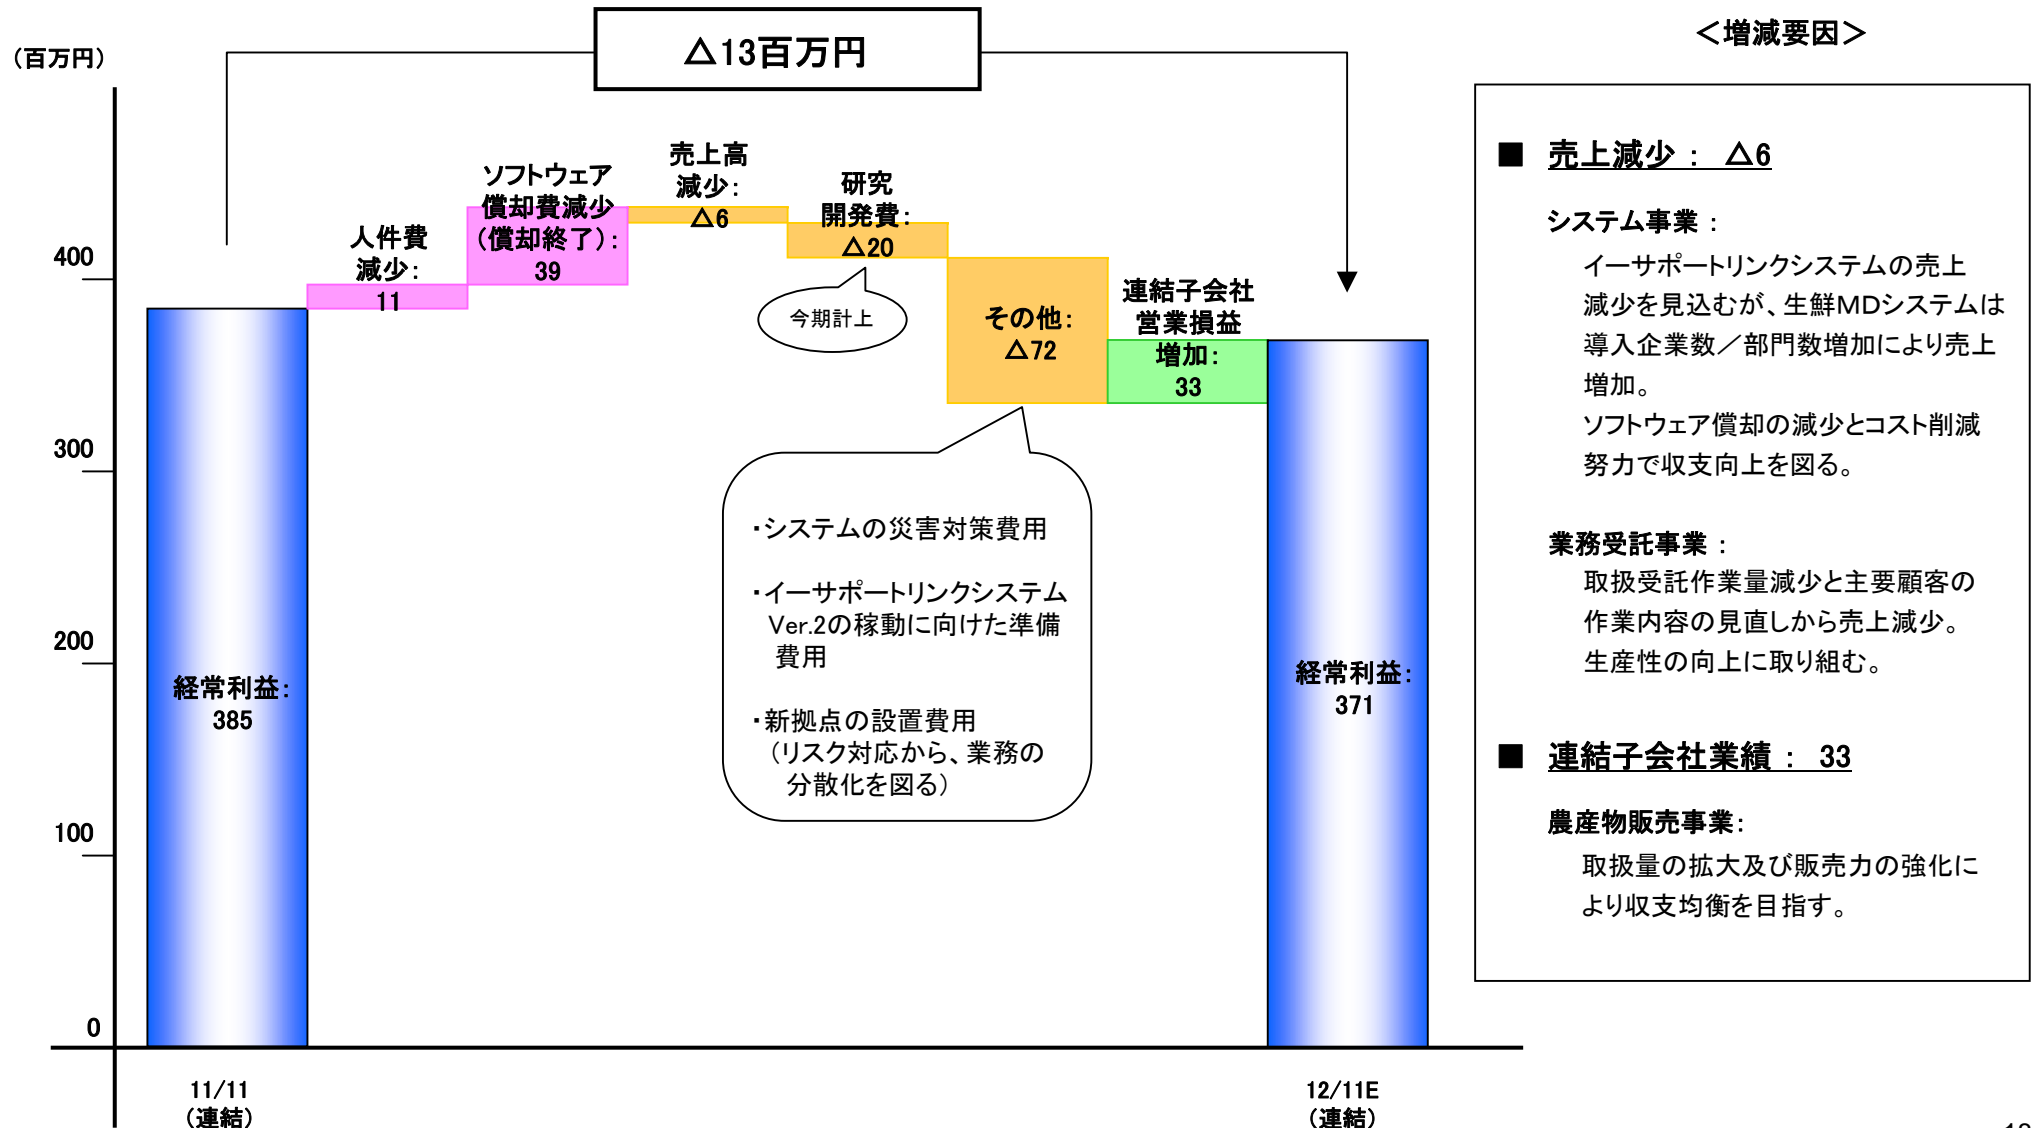 △13百万円
(百万円)
400
300
200
100
0
人件費
減少:
11
ソフトウェア
償却費減少
(償却終了):
39
売上高
減少:
△6
研究
開発費:
△20
今期計上
その他:
△72
連結子会社
営業損益
増加:
33
・システムの災害対策費用
・イーサポートリンクシステム
Ver.2の稼動に向けた準備
費用
・新拠点の設置費用
(リスク対応から、業務の
分散化を図る)
経常利益:
385
経常利益:
371
11/11
(連結)
12/11E
(連結)
＜増減要因＞
■ 売上減少 : △6
システム事業 :
イーサポートリンクシステムの売上
減少を見込むが、生鮮MDシステムは
導入企業数／部門数増加により売上
増加。
ソフトウェア償却の減少とコスト削減
努力で収支向上を図る。
業務受託事業 :
取扱受託作業量減少と主要顧客の
作業内容の見直しから売上減少。
生産性の向上に取り組む。
■ 連結子会社業績 : 33
農産物販売事業:
取扱量の拡大及び販売力の強化に
より収支均衡を目指す。